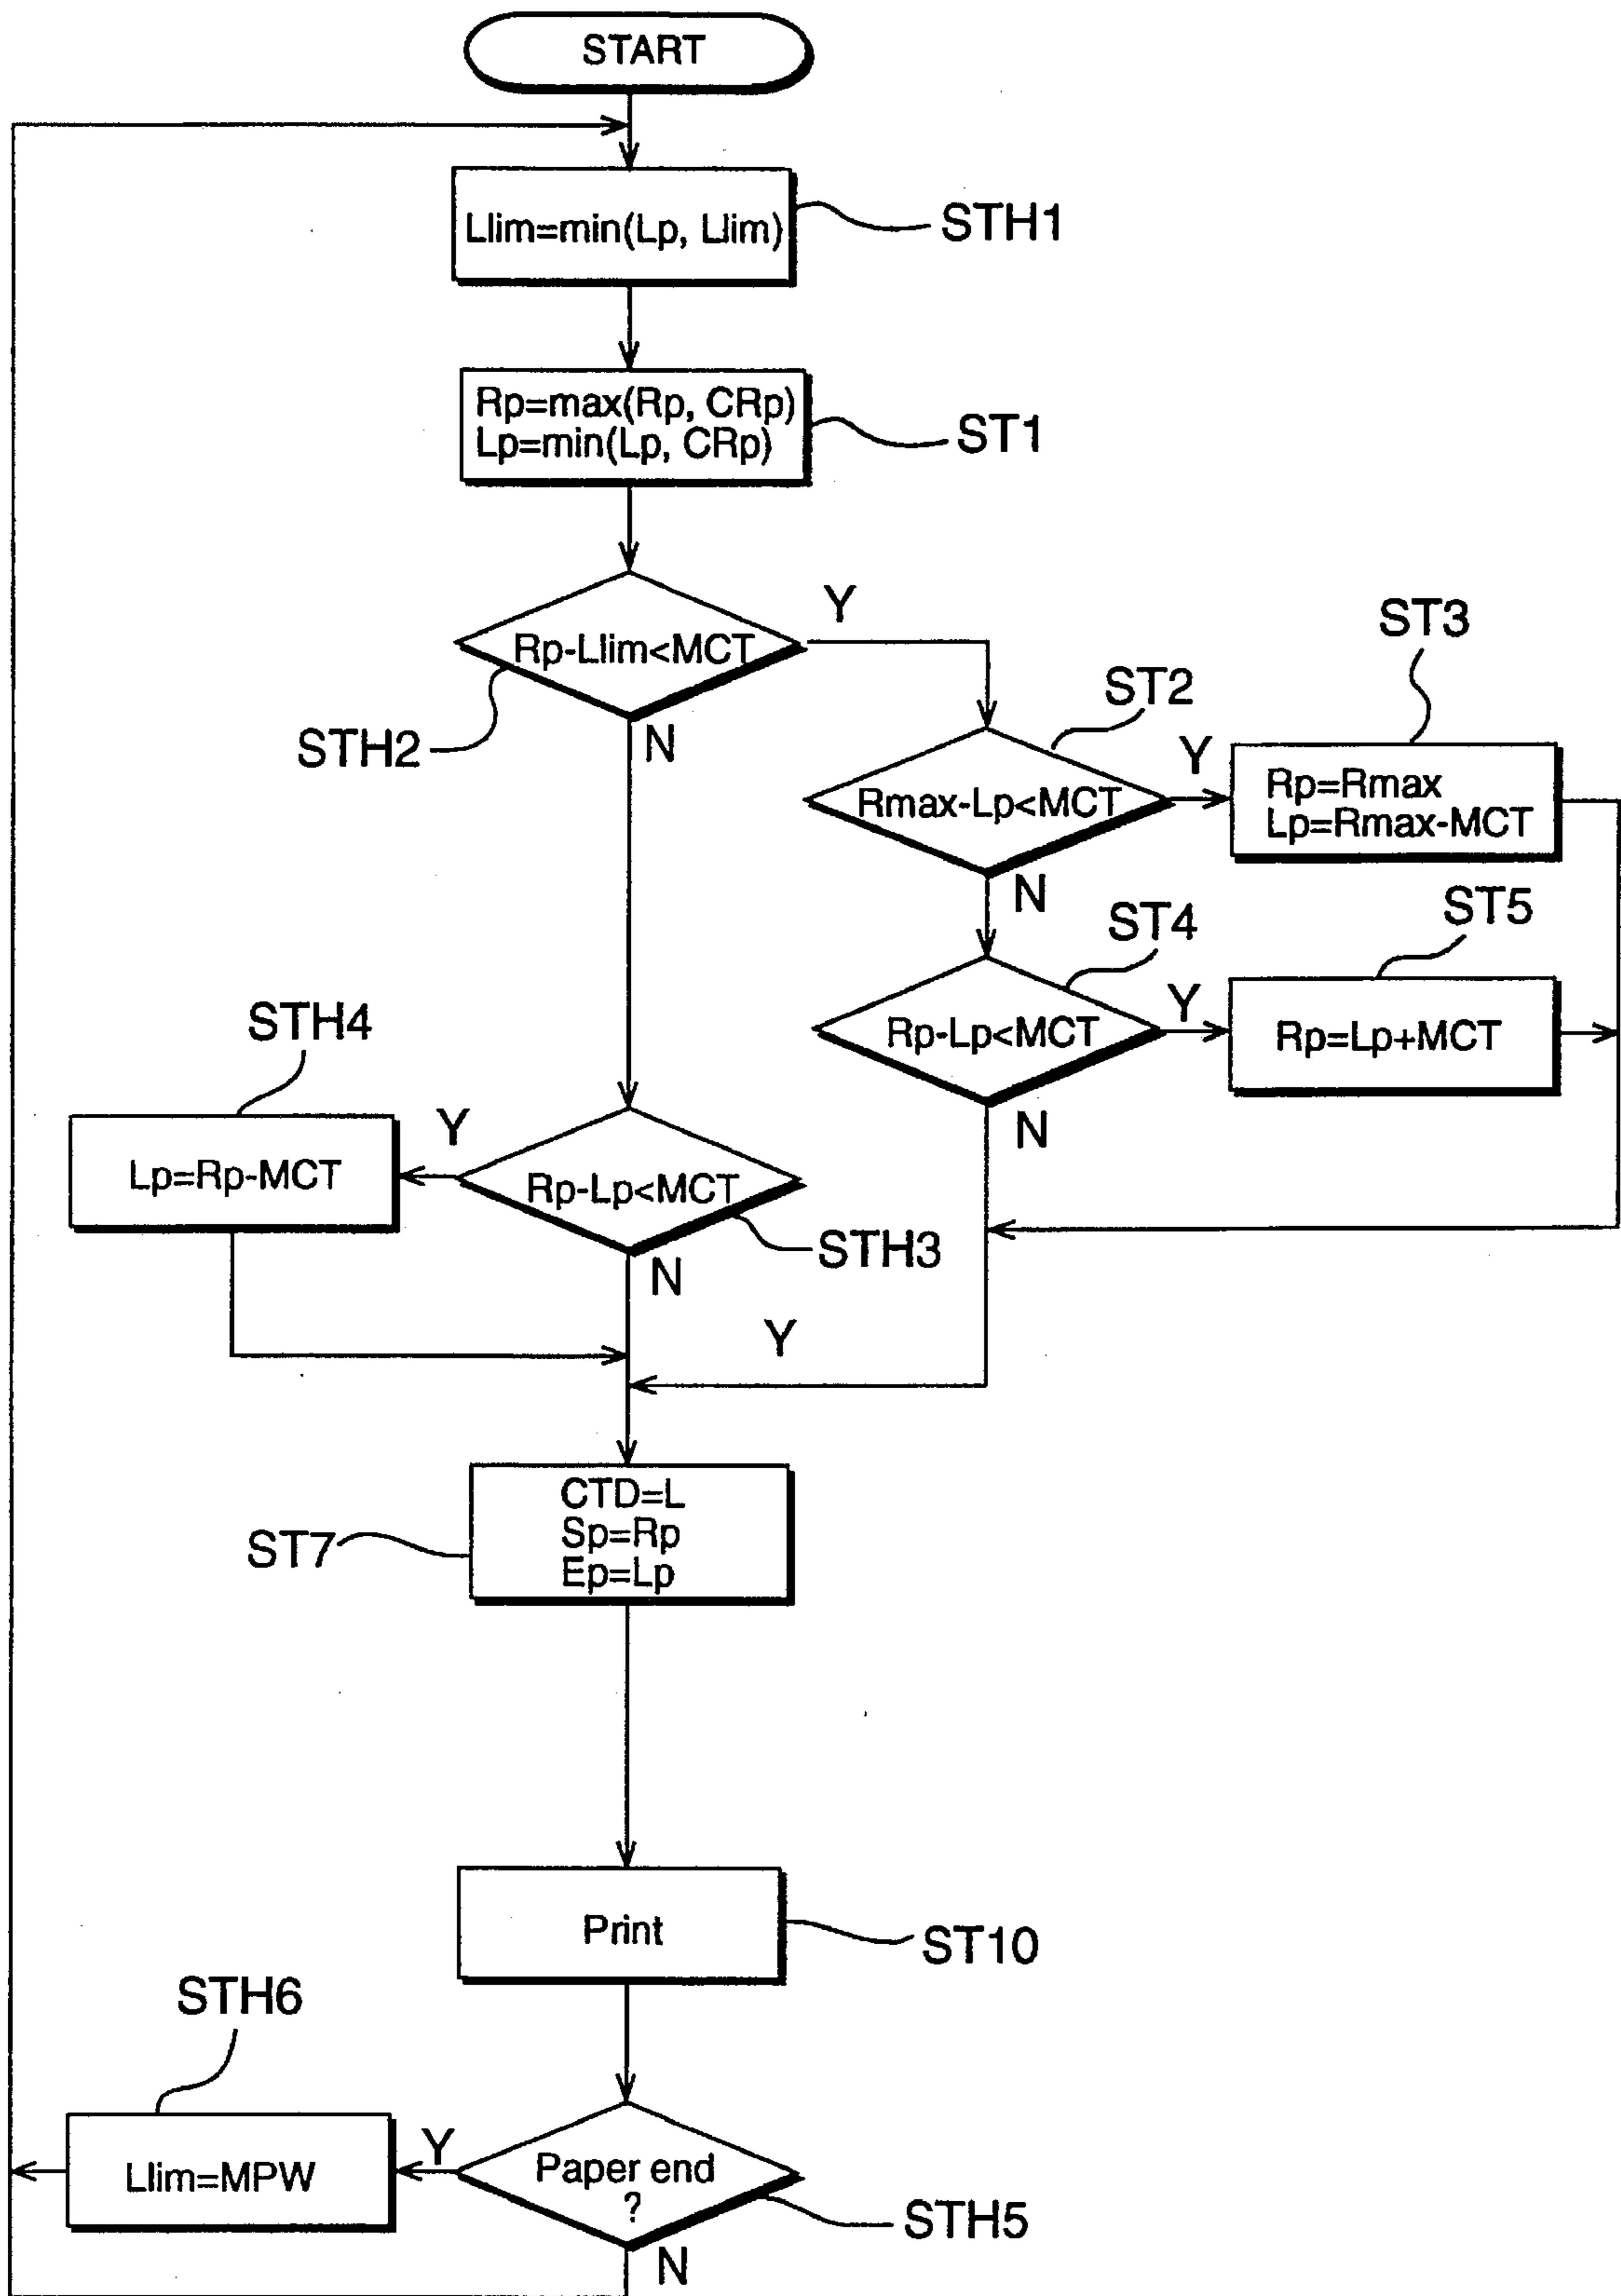 START
Llim=min(Lp, Llim)
STH1
Rp=max(Rp, CRp)
Lp=min(Lp, CRp)
ST1
Rp-Llim<MCT
Y
N
STH2
ST2
Rmax-Lp<MCT
Y
N
ST3
Rp=Rmax
Lp=Rmax-MCT
ST4
Rp-Lp<MCT
Y
N
ST5
Rp=Lp+MCT
STH4
Lp=Rp-MCT
Y
Rp-Lp<MCT
STH3
N
Y
CTD=L
Sp=Rp
Ep=Lp
ST7
Print
ST10
STH6
Llim=MPW
Y
Paper end
?
STH5
N